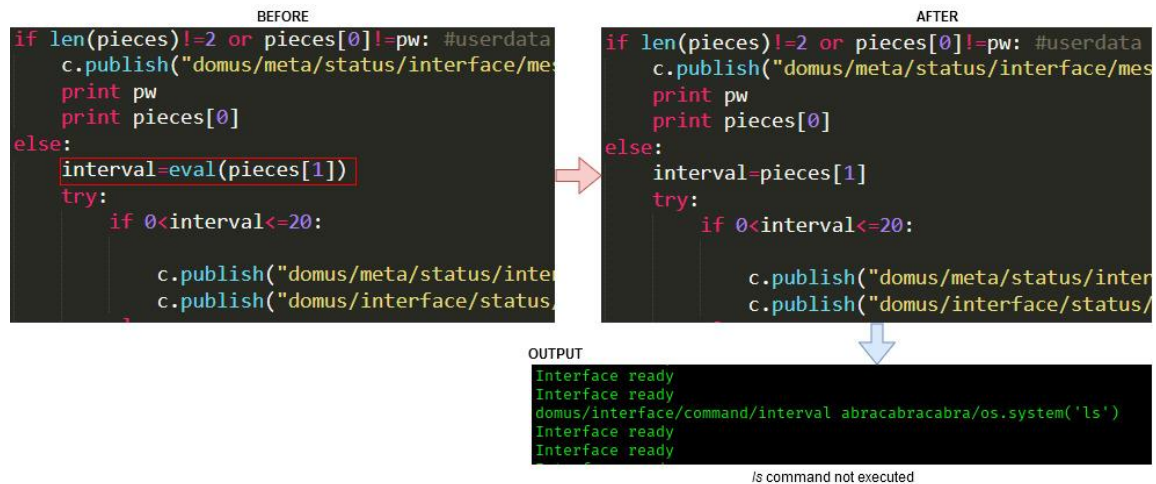 BEFORE
if len(pieces)!=2 or pieces[0]!=pw: #userdata
c.publish("domus/meta/status/interface/mes
print pw
print pieces[0]
else:
interval=eval(pieces[1])
try:
if 0<interval<=20:
c.publish("domus/meta/status/inter
c.publish("domus/interface/status/
AFTER
if len(pieces)!=2 or pieces[0]!=pw: #userdata
c.publish("domus/meta/status/interface/mes
print pw
print pieces[0]
else:
interval=pieces[1]
try:
if 0<interval<=20:
c.publish("domus/meta/status/inter
c.publish("domus/interface/status/
OUTPUT
Interface ready
Interface ready
domus/interface/command/interval abracabracabra/os.system('ls')
Interface ready
Interface ready
ls command not executed